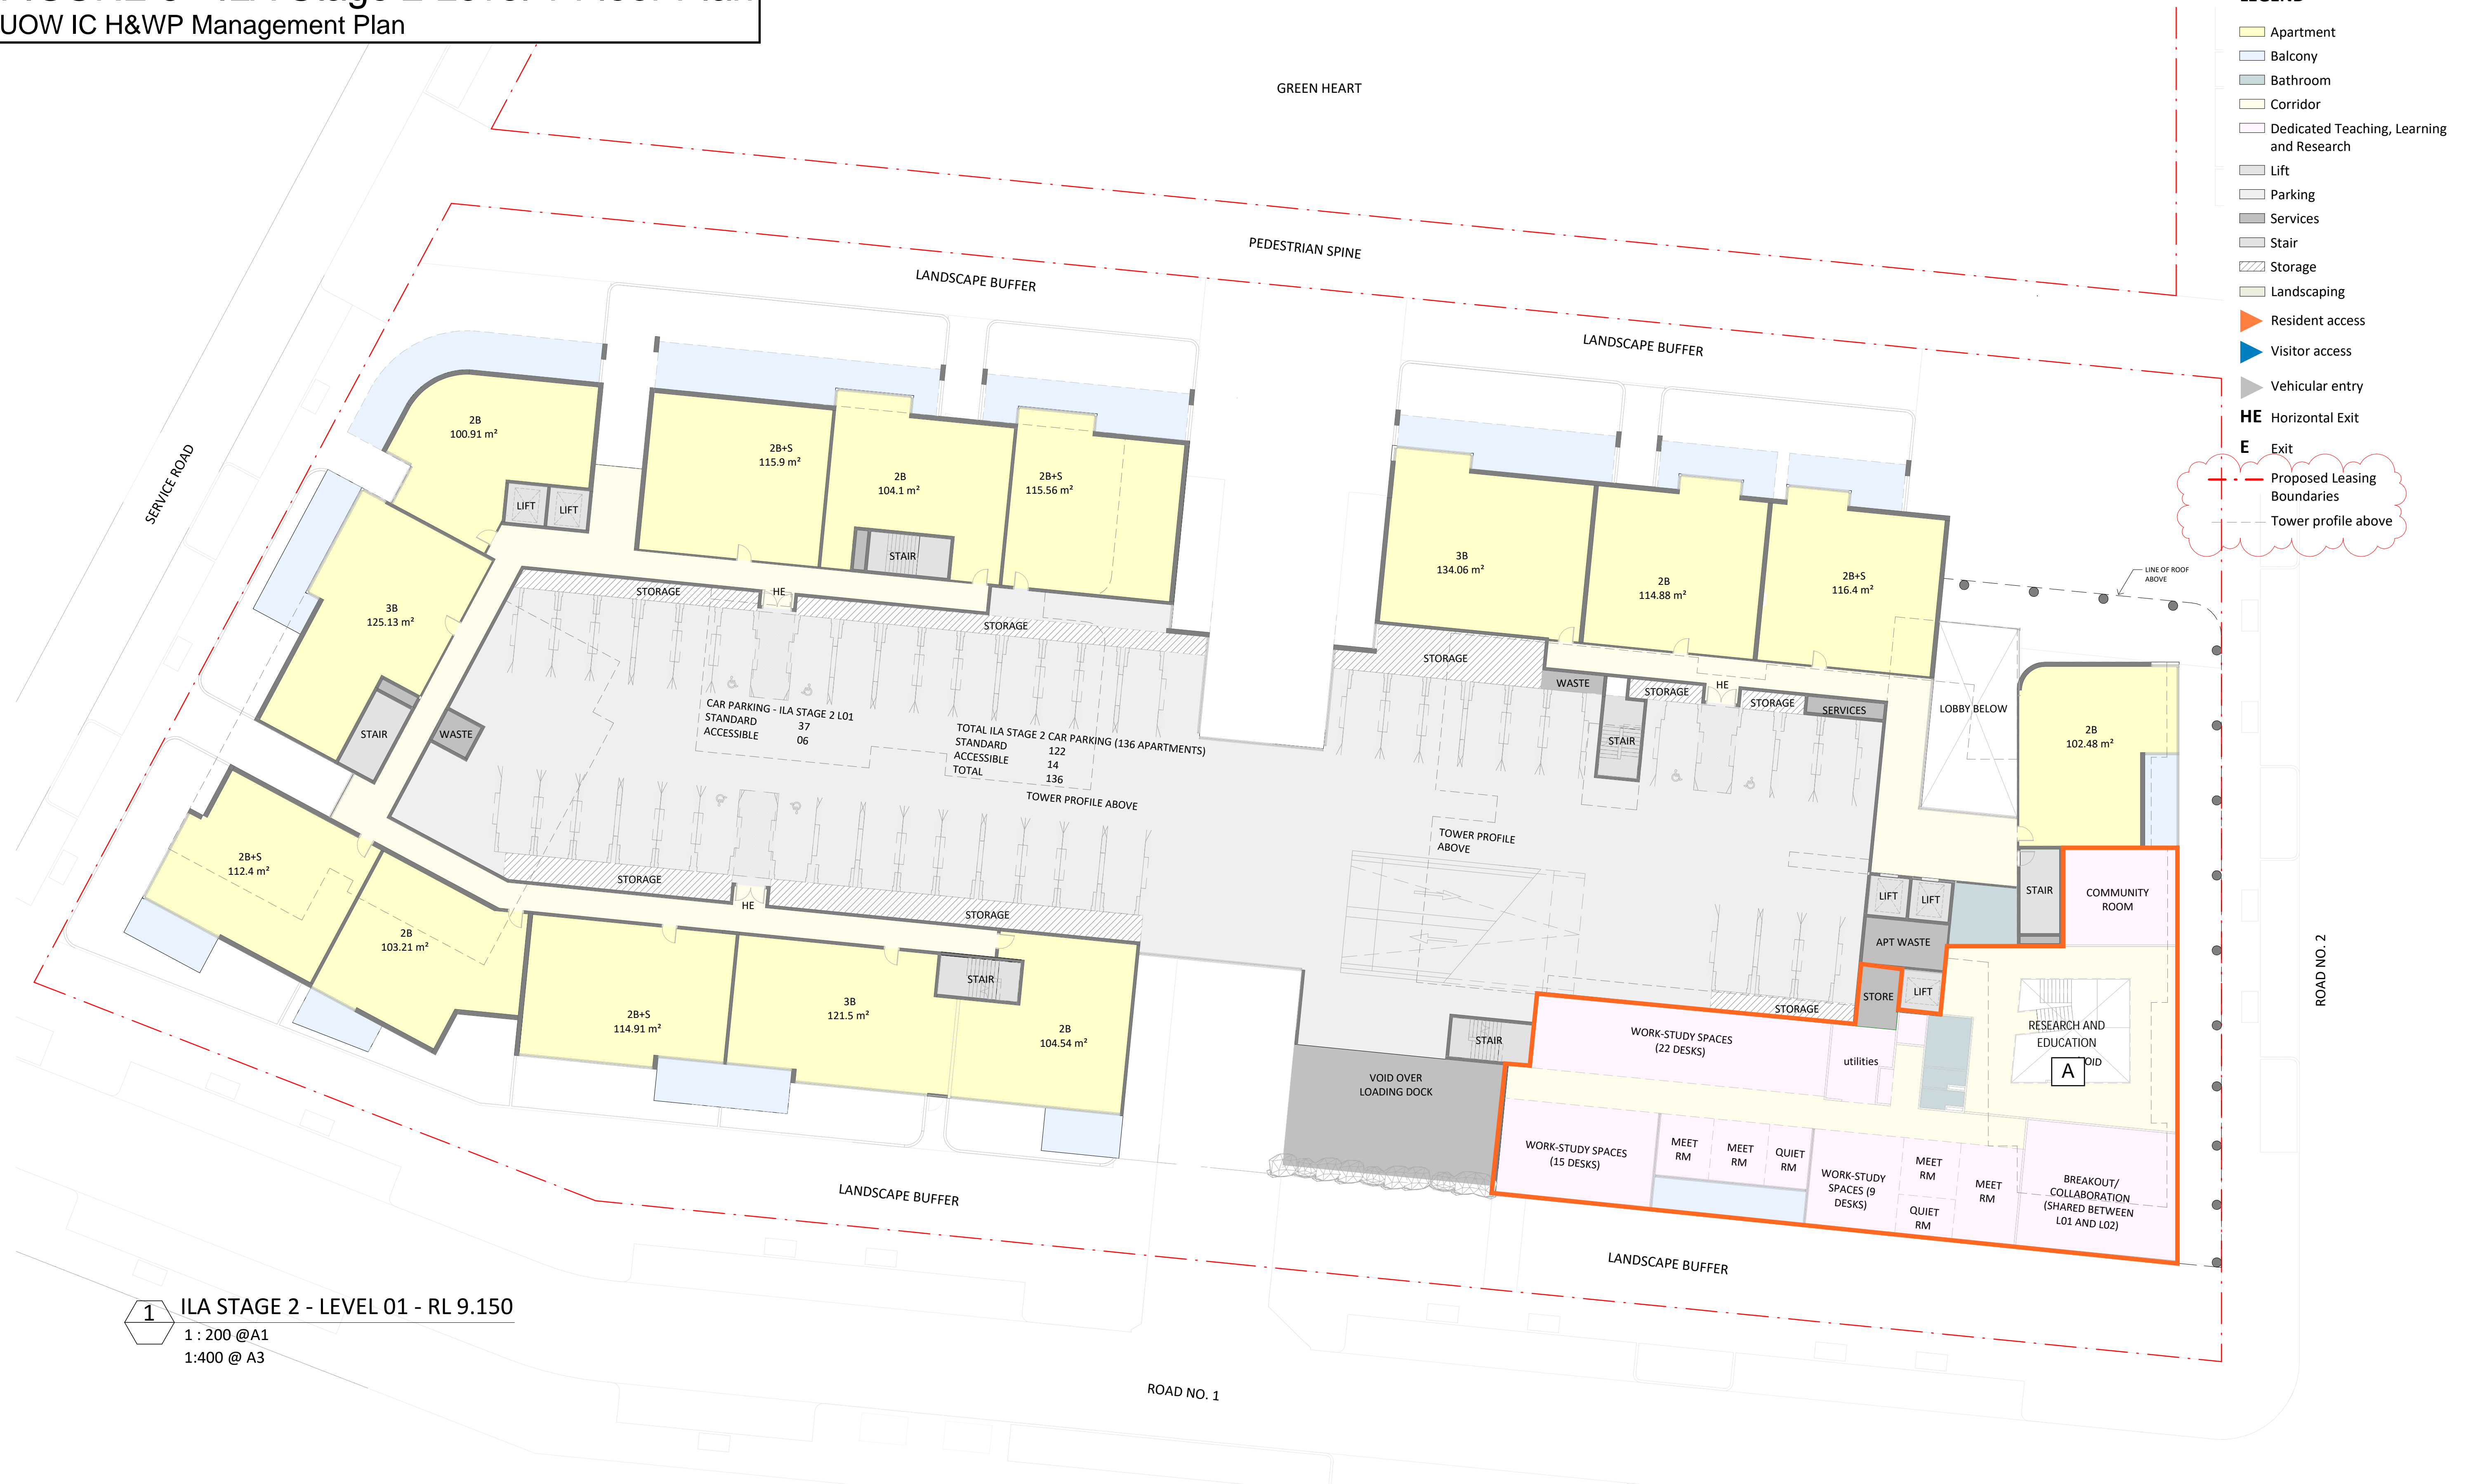 UOW IC H&WP Management Plan
LEGEND
Apartment
Balcony
Bathroom
Corridor
Dedicated Teaching, Learning
and Research
Lift
Parking
Services
Stair
Storage
Landscaping
Resident access
Visitor access
Vehicular entry
HE Horizontal Exit
E Exit
Proposed Leasing
Boundaries
Tower profile above
GREEN HEART
PEDESTRIAN SPINE
LANDSCAPE BUFFER
LANDSCAPE BUFFER
SERVICE ROAD
2B
100.91 m²
LIFT
LIFT
2B+S
115.9 m²
2B
104.1 m²
STAIR
2B+S
115.56 m²
3B
134.06 m²
2B
114.88 m²
2B+S
116.4 m²
LINE OF ROOF
ABOVE
3B
125.13 m²
STORAGE
HE
STORAGE
STORAGE
WASTE
STORAGE
HE
STORAGE
SERVICES
LOBBY BELOW
2B
102.48 m²
STAIR
WASTE
CAR PARKING - ILA STAGE 2 L01
STANDARD 37
ACCESSIBLE 06
TOTAL ILA STAGE 2 CAR PARKING (136 APARTMENTS)
STANDARD 122
ACCESSIBLE 14
TOTAL 136
TOWER PROFILE ABOVE
STAIR
TOWER PROFILE
ABOVE
2B+S
112.4 m²
STORAGE
HE
STORAGE
LIFT
LIFT
STAIR
COMMUNITY
ROOM
APT WASTE
2B
103.21 m²
STAIR
2B+S
114.91 m²
3B
121.5 m²
2B
104.54 m²
STORE
LIFT
STORAGE
STAIR
WORK-STUDY SPACES
(22 DESKS)
utilities
RESEARCH AND
EDUCATION
VOID
A
ROAD NO. 2
VOID OVER
LOADING DOCK
WORK-STUDY SPACES
(15 DESKS)
MEET
RM
MEET
RM
QUIET
RM
WORK-STUDY
SPACES (9
DESKS)
MEET
RM
QUIET
RM
MEET
RM
BREAKOUT/
COLLABORATION
(SHARED BETWEEN
L01 AND L02)
LANDSCAPE BUFFER
LANDSCAPE BUFFER
1
ILA STAGE 2 - LEVEL 01 - RL 9.150
1 : 200 @A1
1:400 @ A3
ROAD NO. 1